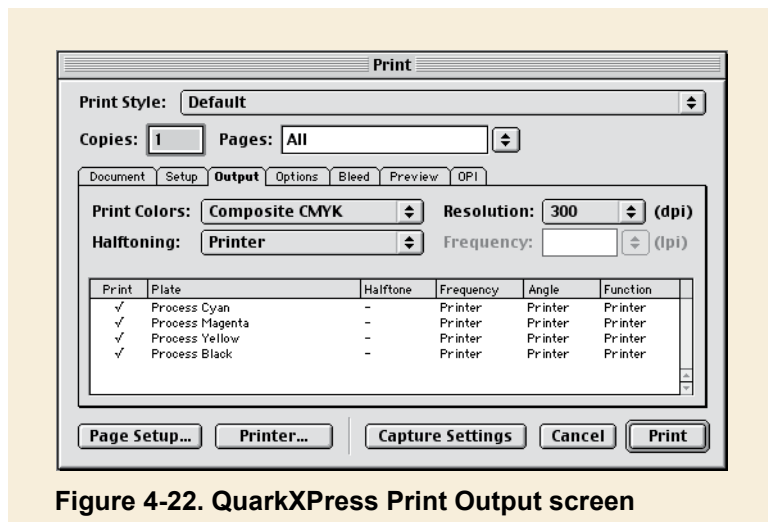 Print
Print Style: Default
Copies: 1 Pages: All
Document Setup Output Options Bleed Preview OPI
Print Colors: Composite CMYK Resolution: 300 (dpi)
Halftoning: Printer Frequency: (lpi)
Print Plate Halftone Frequency Angle Function
√ Process Cyan - Printer Printer Printer
√ Process Magenta - Printer Printer Printer
√ Process Yellow - Printer Printer Printer
√ Process Black - Printer Printer Printer
Page Setup... Printer... Capture Settings Cancel Print
Figure 4-22. QuarkXPress Print Output screen